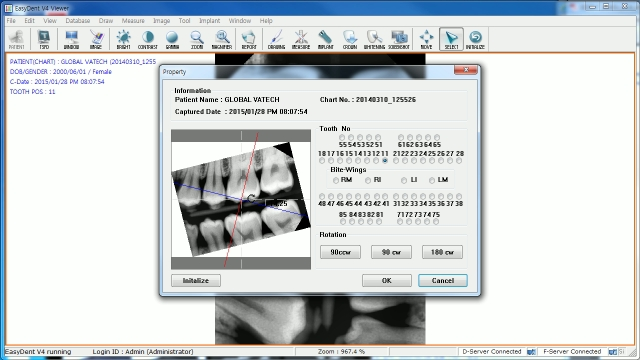 EasyDent V4 Viewer
File Edit View Database Draw Measure Image Tool Implant Window Help
PATIENT TSPO WINDOW IMAGE BRIGHT CONTRAST GAMMA ZOOM MAGNIFIER REPORT DRAWING MEASURE IMPLANT CROWN WHITENING SCREENSHOT MOVE SELECT INITIALIZE
PATIENT(CHART) : GLOBAL VATECH (20140310_1255
DOB/GENDER : 2000/06/01 / Female
C-Date : 2015/01/28 PM 08:07:54
TOOTH POS : 11
Property
Information
Patient Name : GLOBAL VATECH Chart No. : 20140310_125526
Captured Date : 2015/01/28 PM 08:07:54
Tooth No
55 54 53 52 51 61 62 63 64 65
18 17 16 15 14 13 12 11 21 22 23 24 25 26 27 28
Bite-Wings
RM RI LI LM
48 47 46 45 44 43 42 41 31 32 33 34 35 36 37 38
85 84 83 82 81 71 72 73 74 75
Rotation
90ccw 90 cw 180 cw
Initalize OK Cancel
EasyDent V4 running Login ID : Admin (Administrator) Zoom : 967.4 % D-Server Connected F-Server Connected